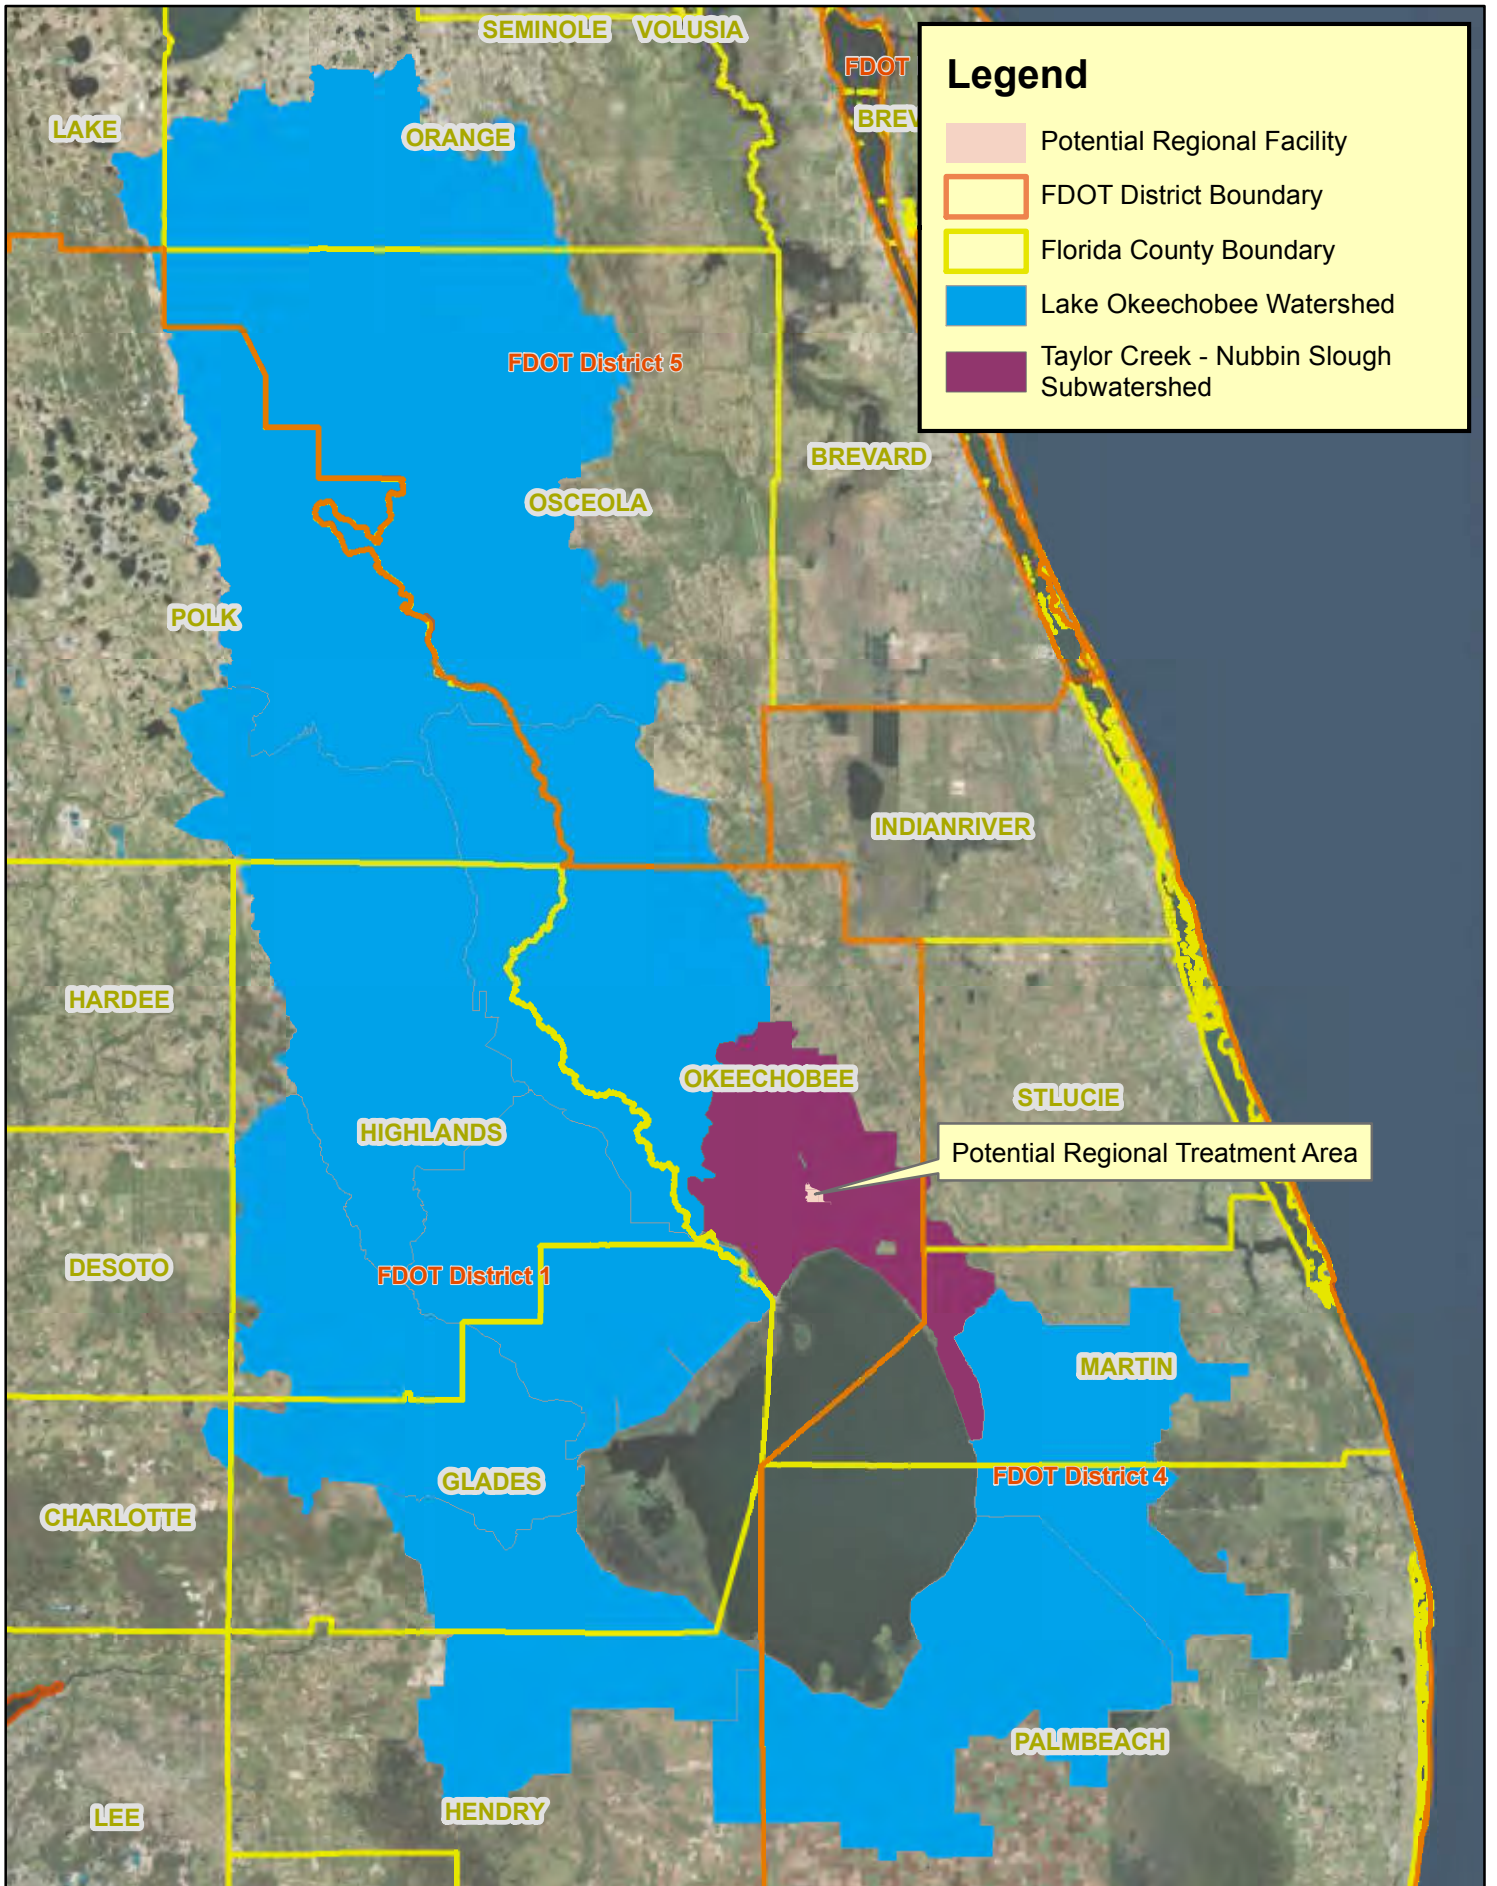 SEMINOLE
VOLUSIA
FDOT
BREV
LAKE
ORANGE
Legend
Potential Regional Facility
FDOT District Boundary
Florida County Boundary
Lake Okeechobee Watershed
Taylor Creek - Nubbin Slough
Subwatershed
FDOT District 5
BREVARD
OSCEOLA
POLK
INDIANRIVER
HARDEE
OKEECHOBEE
STLUCIE
HIGHLANDS
Potential Regional Treatment Area
DESOTO
FDOT District 1
MARTIN
GLADES
FDOT District 4
CHARLOTTE
PALMBEACH
LEE
HENDRY